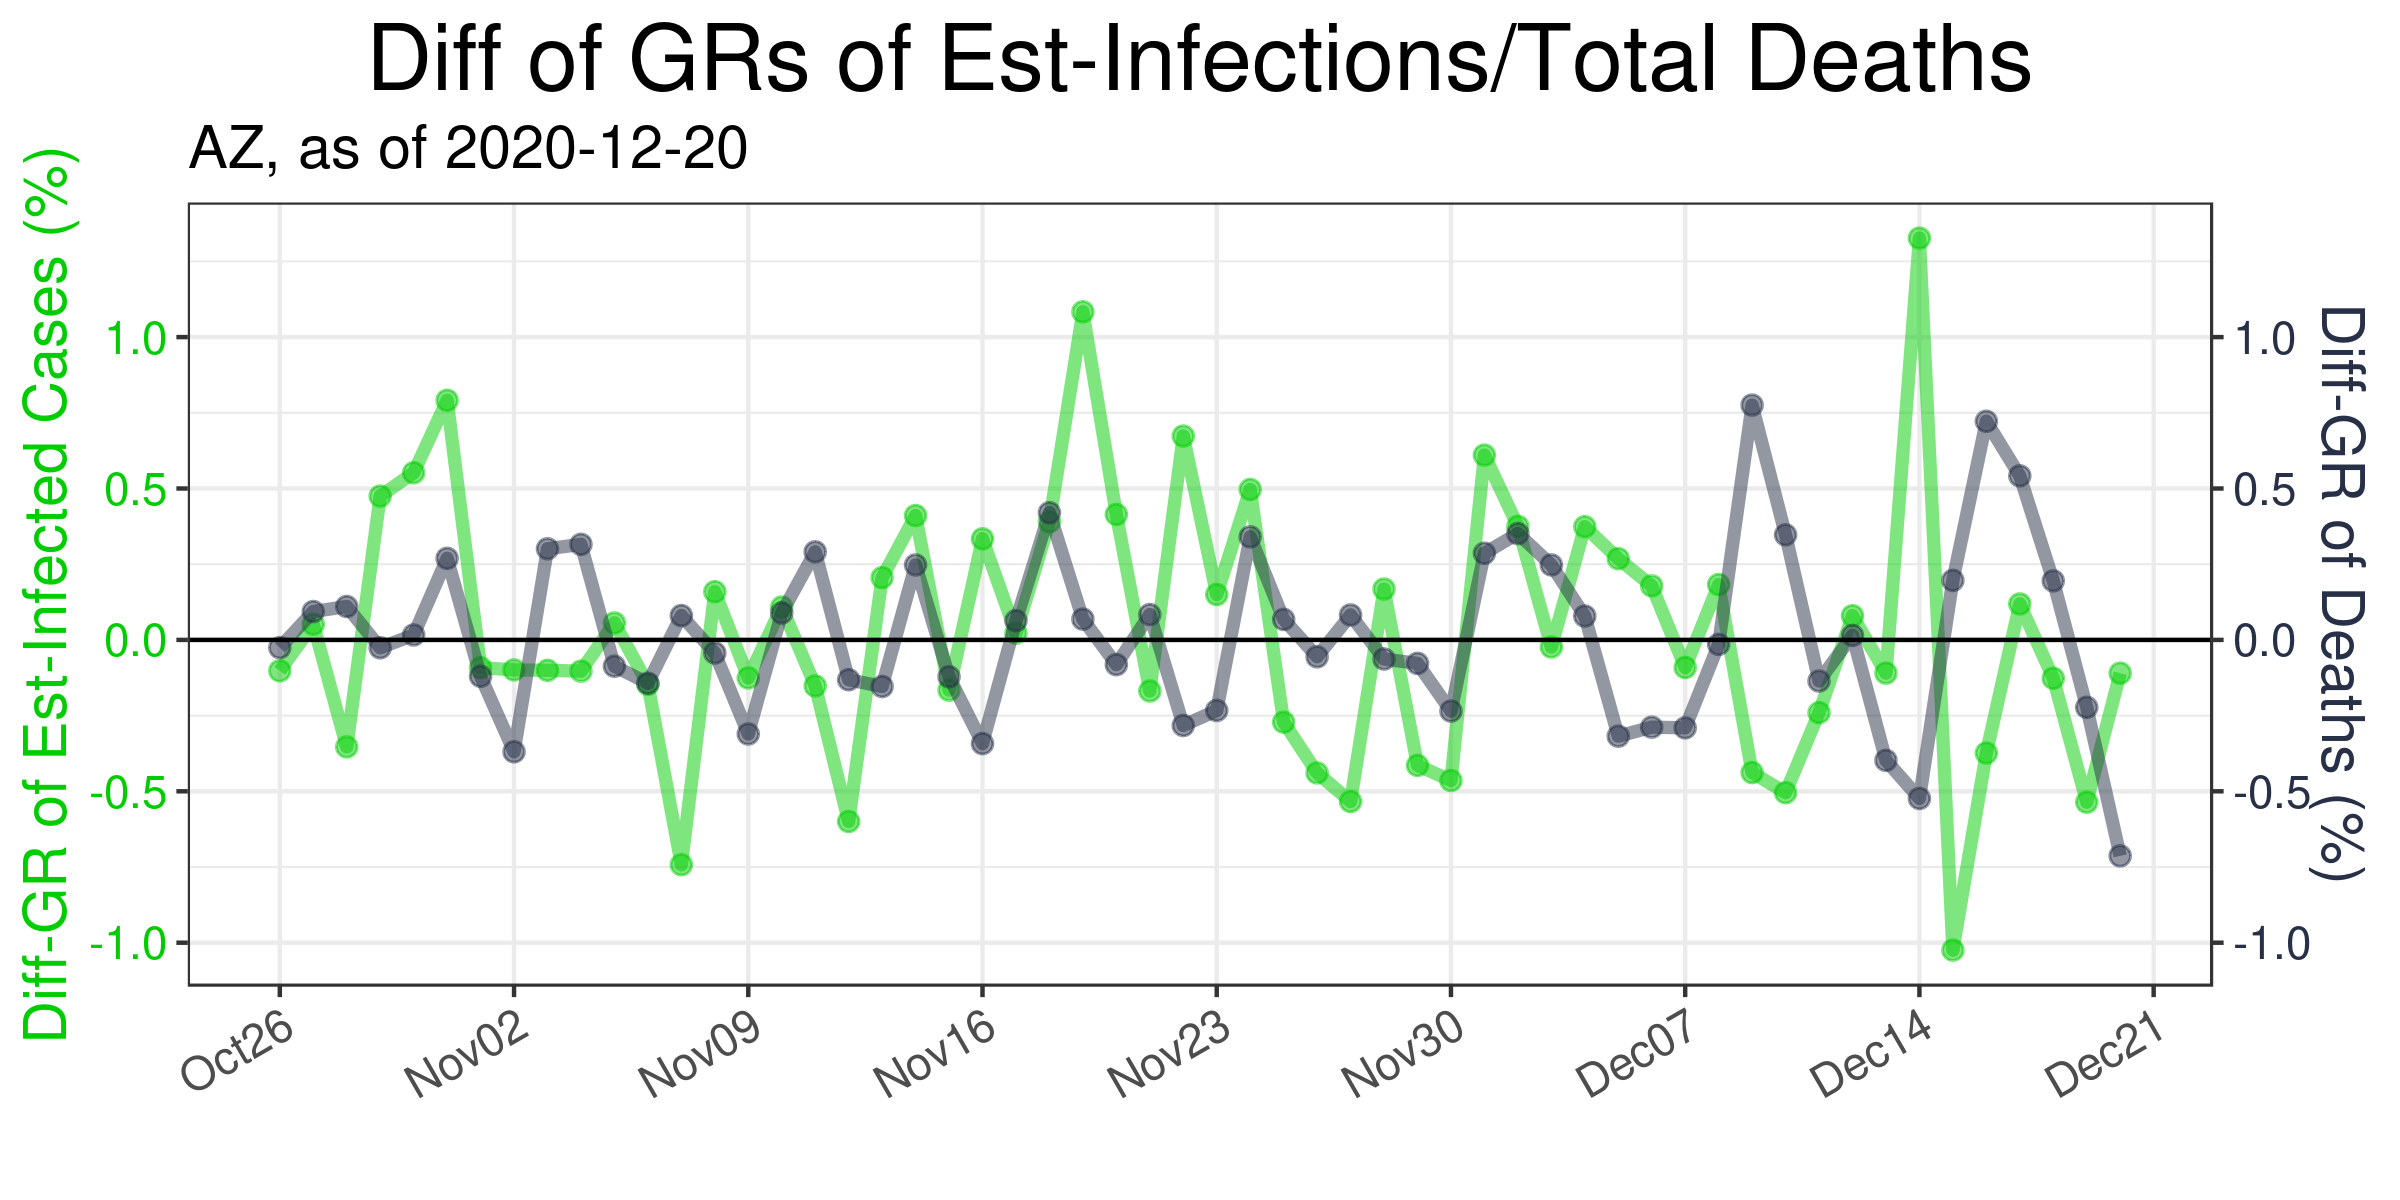 Diff of GRs of Est-Infections/Total Deaths
AZ, as of 2020-12-20
Diff-GR of Est-Infected Cases (%)
1.0
0.5
0.0
-0.5
-1.0
1.0
0.5
0.0
-0.5
-1.0
Diff-GR of Deaths (%)
Oct26
Nov02
Nov09
Nov16
Nov23
Nov30
Dec07
Dec14
Dec21